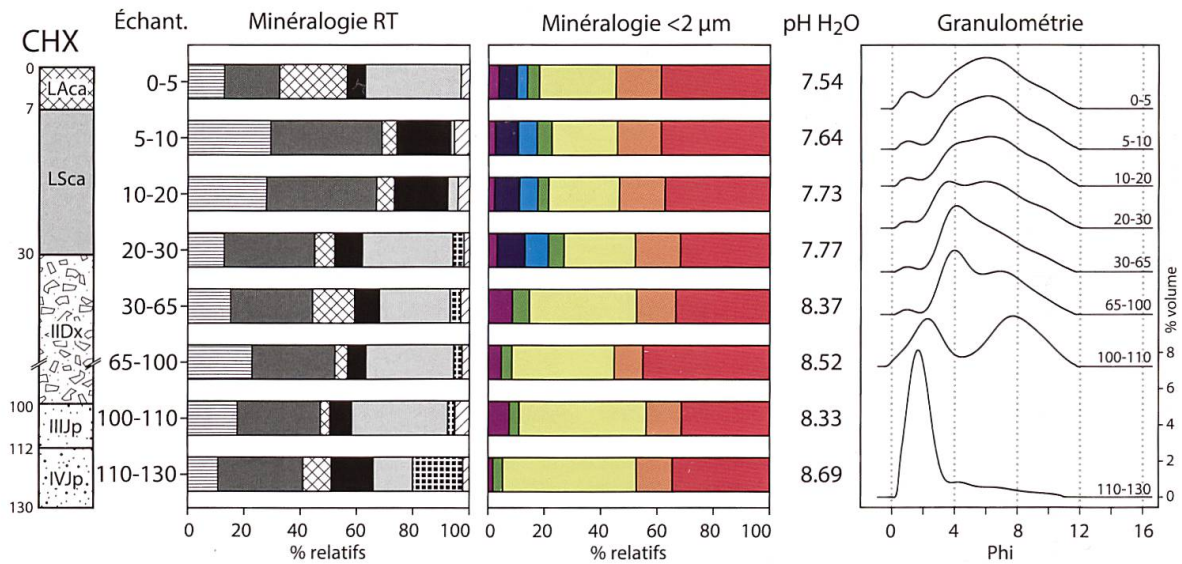 Échant. Minéralogie RT Minéralogie <2 µm pH H₂O Granulométrie
CHX
0
LAca
7
LSca
30
IIDx
100
IIIJp
112
IVJp
130
0-5
5-10
10-20
20-30
30-65
65-100
100-110
110-130
0 20 40 60 80 100
% relatifs
0 20 40 60 80 100
% relatifs
7.54
7.64
7.73
7.77
8.37
8.52
8.33
8.69
0-5
5-10
10-20
20-30
30-65
65-100
100-110
110-130
% volume
8
6
4
2
0
0 4 8 12 16
Phi